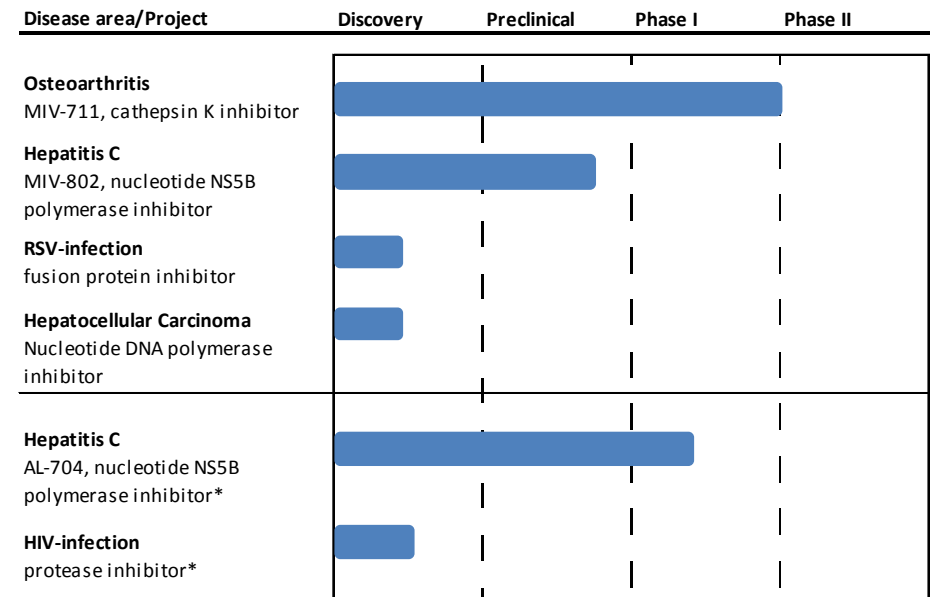 Disease area/Project Discovery Preclinical Phase I Phase II
Osteoarthritis
MIV-711, cathepsin K inhibitor
Hepatitis C
MIV-802, nucleotide NS5B
polymerase inhibitor
RSV-infection
fusion protein inhibitor
Hepatocellular Carcinoma
Nucleotide DNA polymerase
inhibitor
Hepatitis C
AL-704, nucleotide NS5B
polymerase inhibitor*
HIV-infection
protease inhibitor*